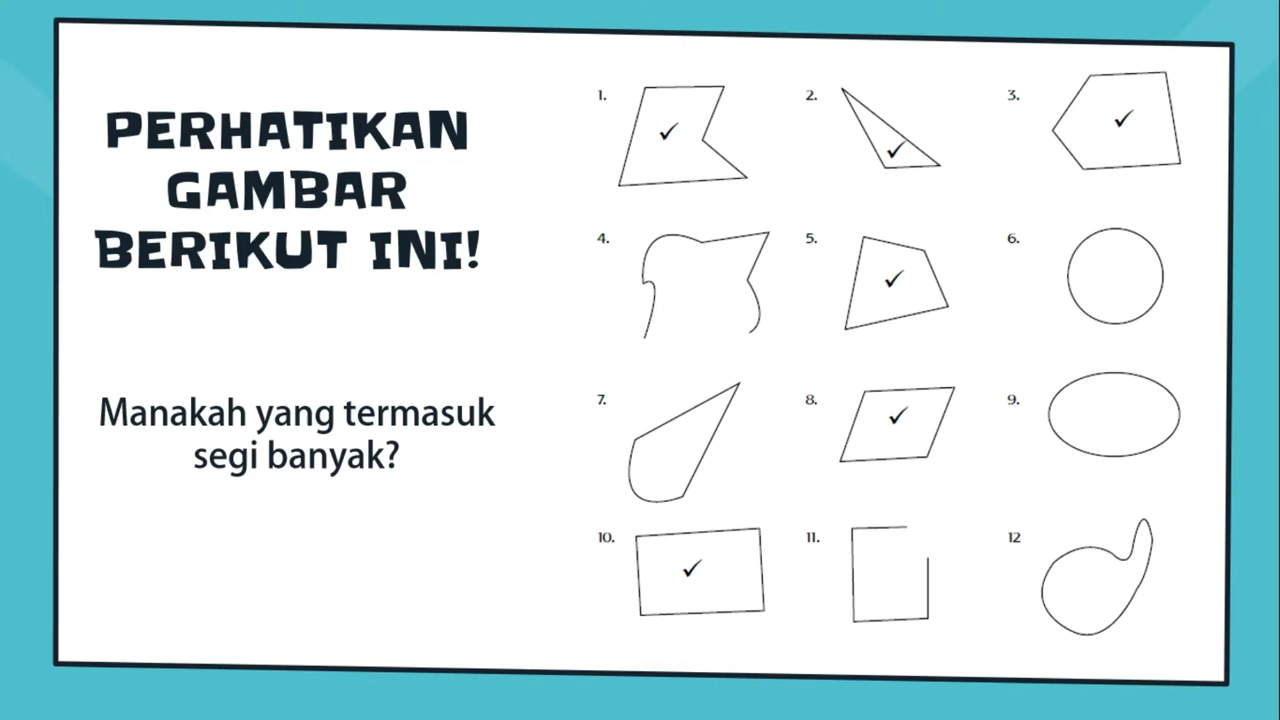 PERHATIKAN
GAMBAR
BERIKUT INI!
Manakah yang termasuk
segi banyak?
1.
2.
3.
4.
5.
6.
7.
8.
9.
10.
11.
12